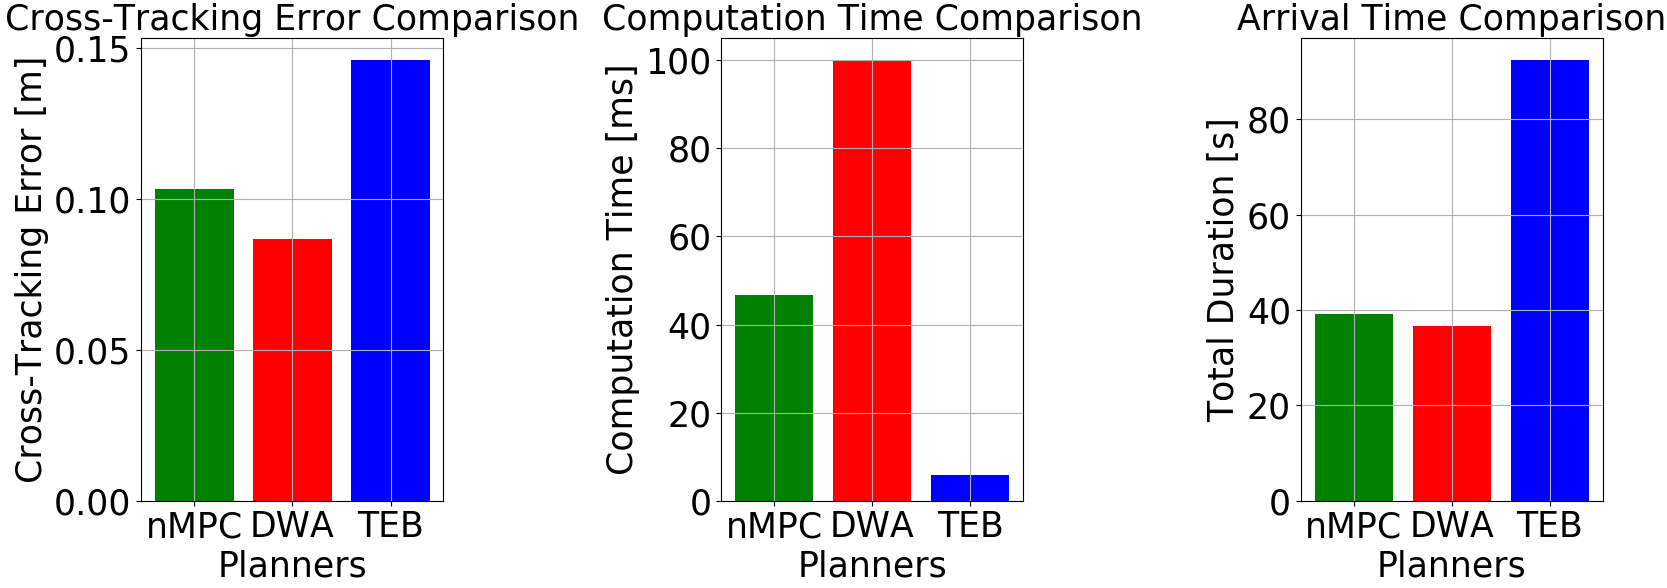 Cross-Tracking Error Comparison
Cross-Tracking Error [m]
0.15
0.10
0.05
0.00
nMPC DWA TEB
Planners
Computation Time Comparison
Computation Time [ms]
100
80
60
40
20
0
nMPC DWA TEB
Planners
Arrival Time Comparison
Total Duration [s]
80
60
40
20
0
nMPC DWA TEB
Planners